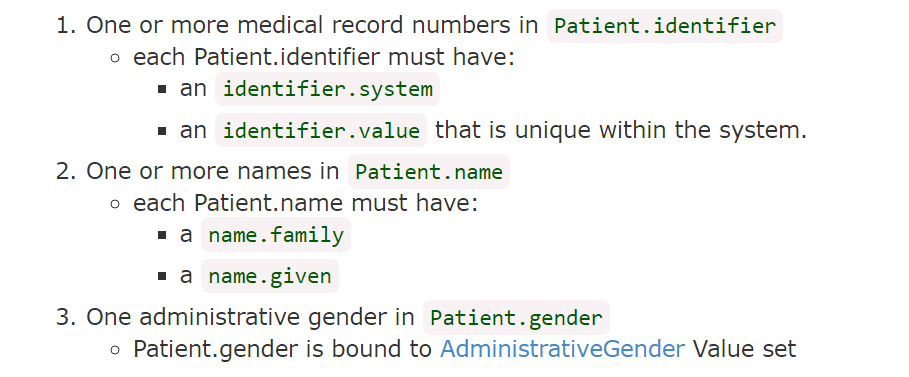 1. One or more medical record numbers in Patient.identifier
○ each Patient.identifier must have:
▪ an identifier.system
▪ an identifier.value that is unique within the system.
2. One or more names in Patient.name
○ each Patient.name must have:
▪ a name.family
▪ a name.given
3. One administrative gender in Patient.gender
○ Patient.gender is bound to AdministrativeGender Value set